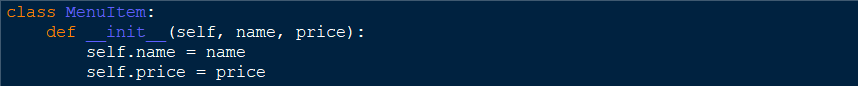 class MenuItem:
    def __init__(self, name, price):
        self.name = name
        self.price = price